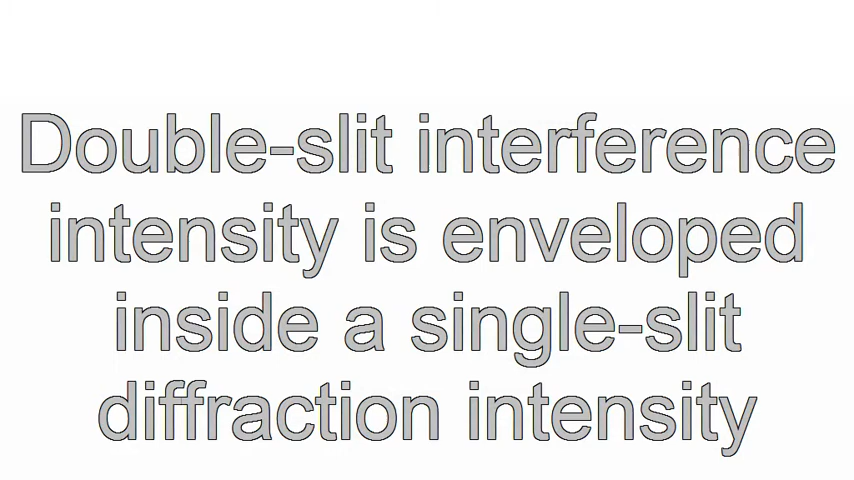 Double-slit interference
intensity is enveloped
inside a single-slit
diffraction intensity